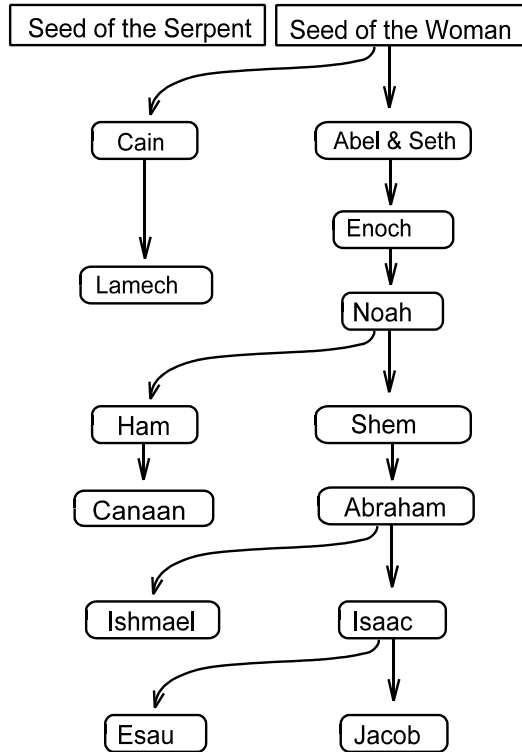 Seed of the Serpent
Seed of the Woman
Cain
Abel & Seth
Enoch
Lamech
Noah
Ham
Shem
Canaan
Abraham
Ishmael
Isaac
Esau
Jacob